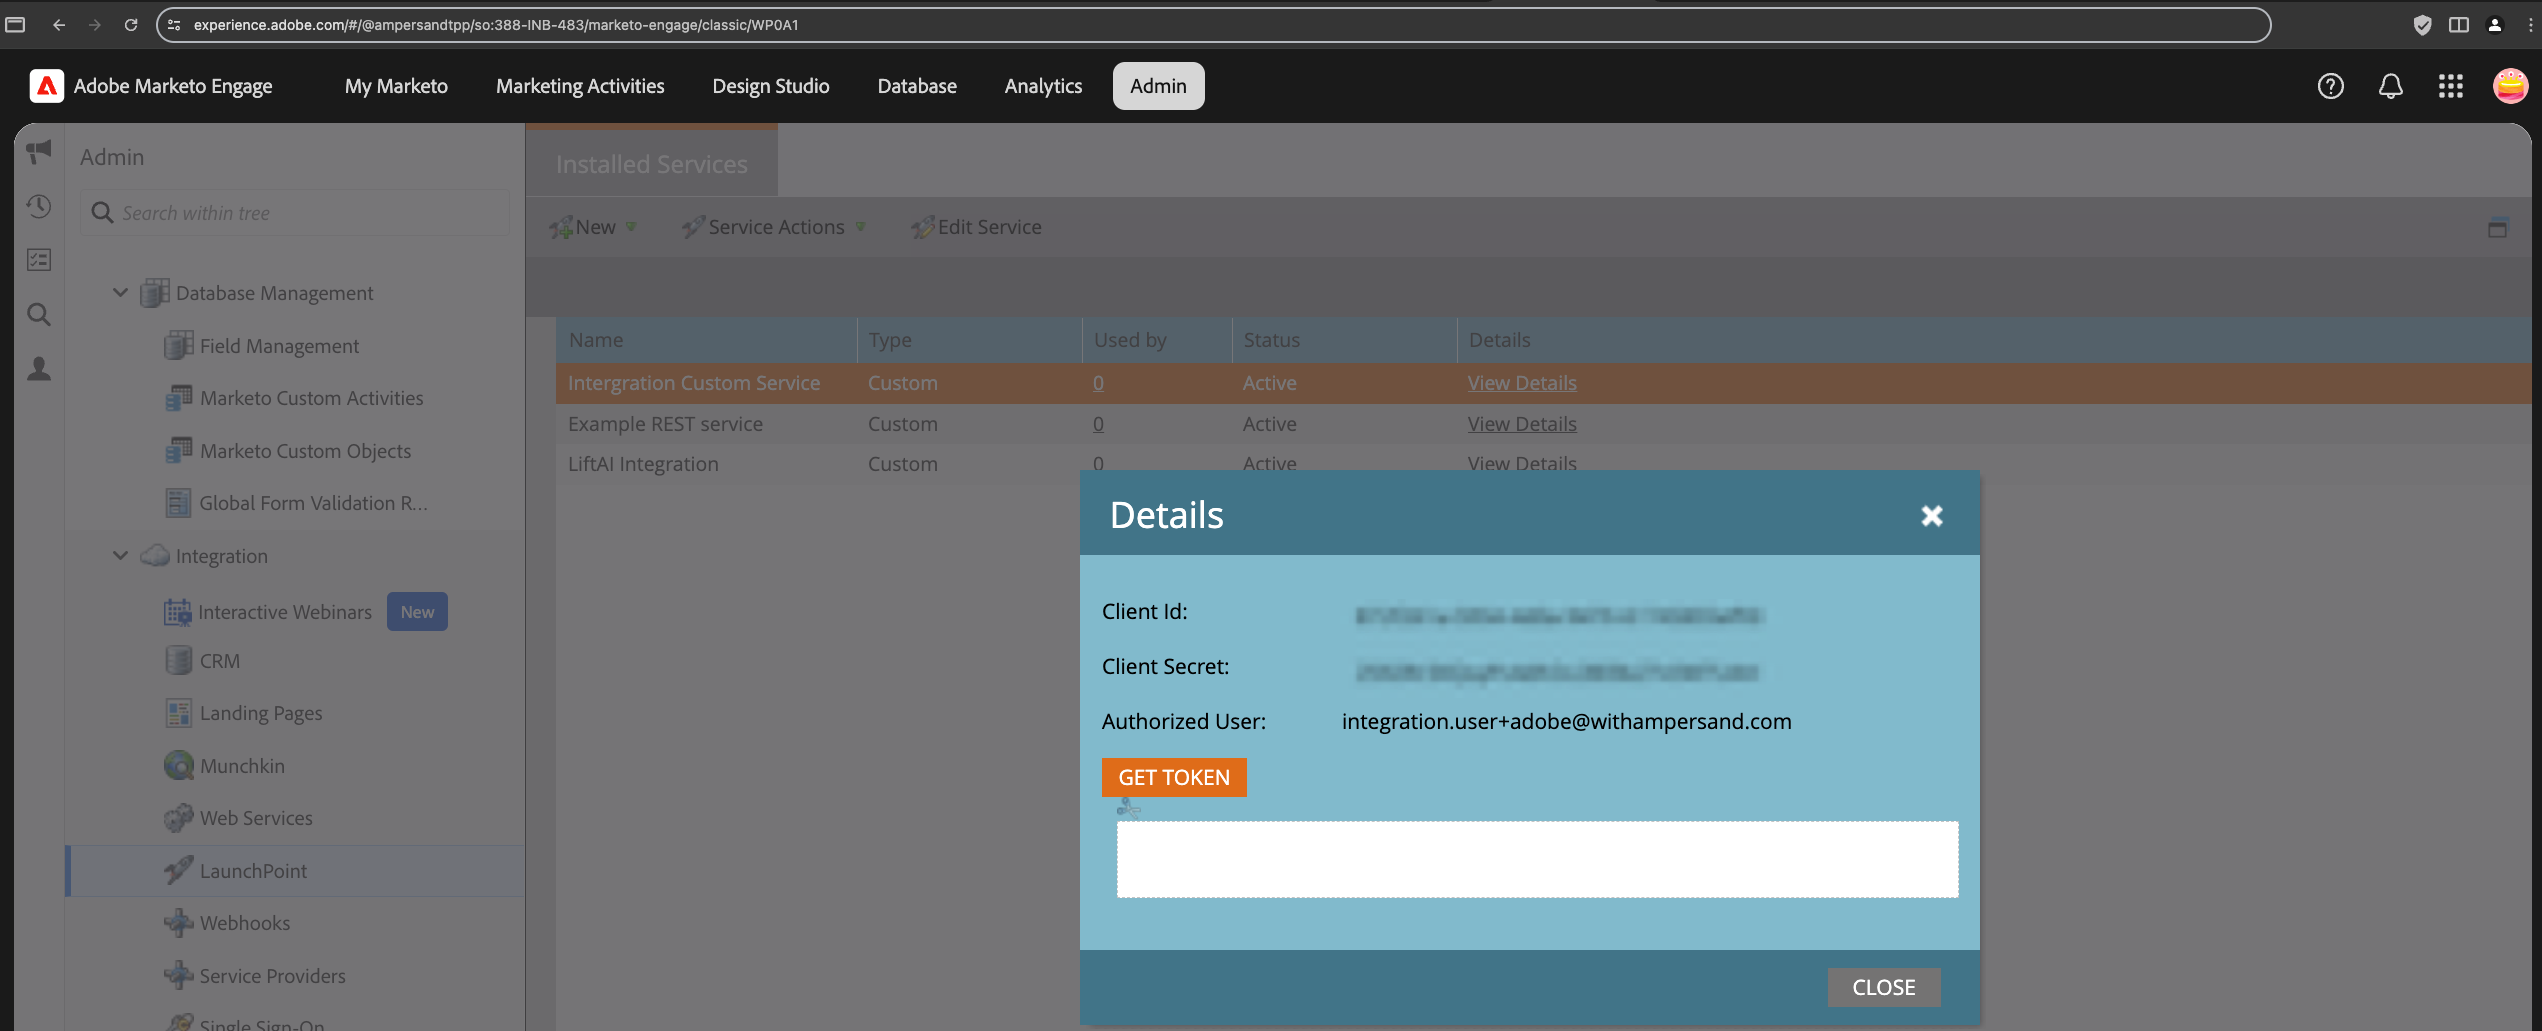 experience.adobe.com/#/@ampersandtpp/so:388-INB-483/marketo-engage/classic/WP0A1
Adobe Marketo Engage My Marketo Marketing Activities Design Studio Database Analytics Admin
Admin
Search within tree
Database Management
Field Management
Marketo Custom Activities
Marketo Custom Objects
Global Form Validation R...
Integration
Interactive Webinars New
CRM
Landing Pages
Munchkin
Web Services
LaunchPoint
Webhooks
Service Providers
Single Sign-On
Installed Services
New Service Actions Edit Service
Name Type Used by Status Details
Intergration Custom Service Custom 0 Active View Details
Example REST service Custom 0 Active View Details
LiftAI Integration Custom 0 Active View Details
Details
Client Id:
Client Secret:
Authorized User: integration.user+adobe@withampersand.com
GET TOKEN
CLOSE